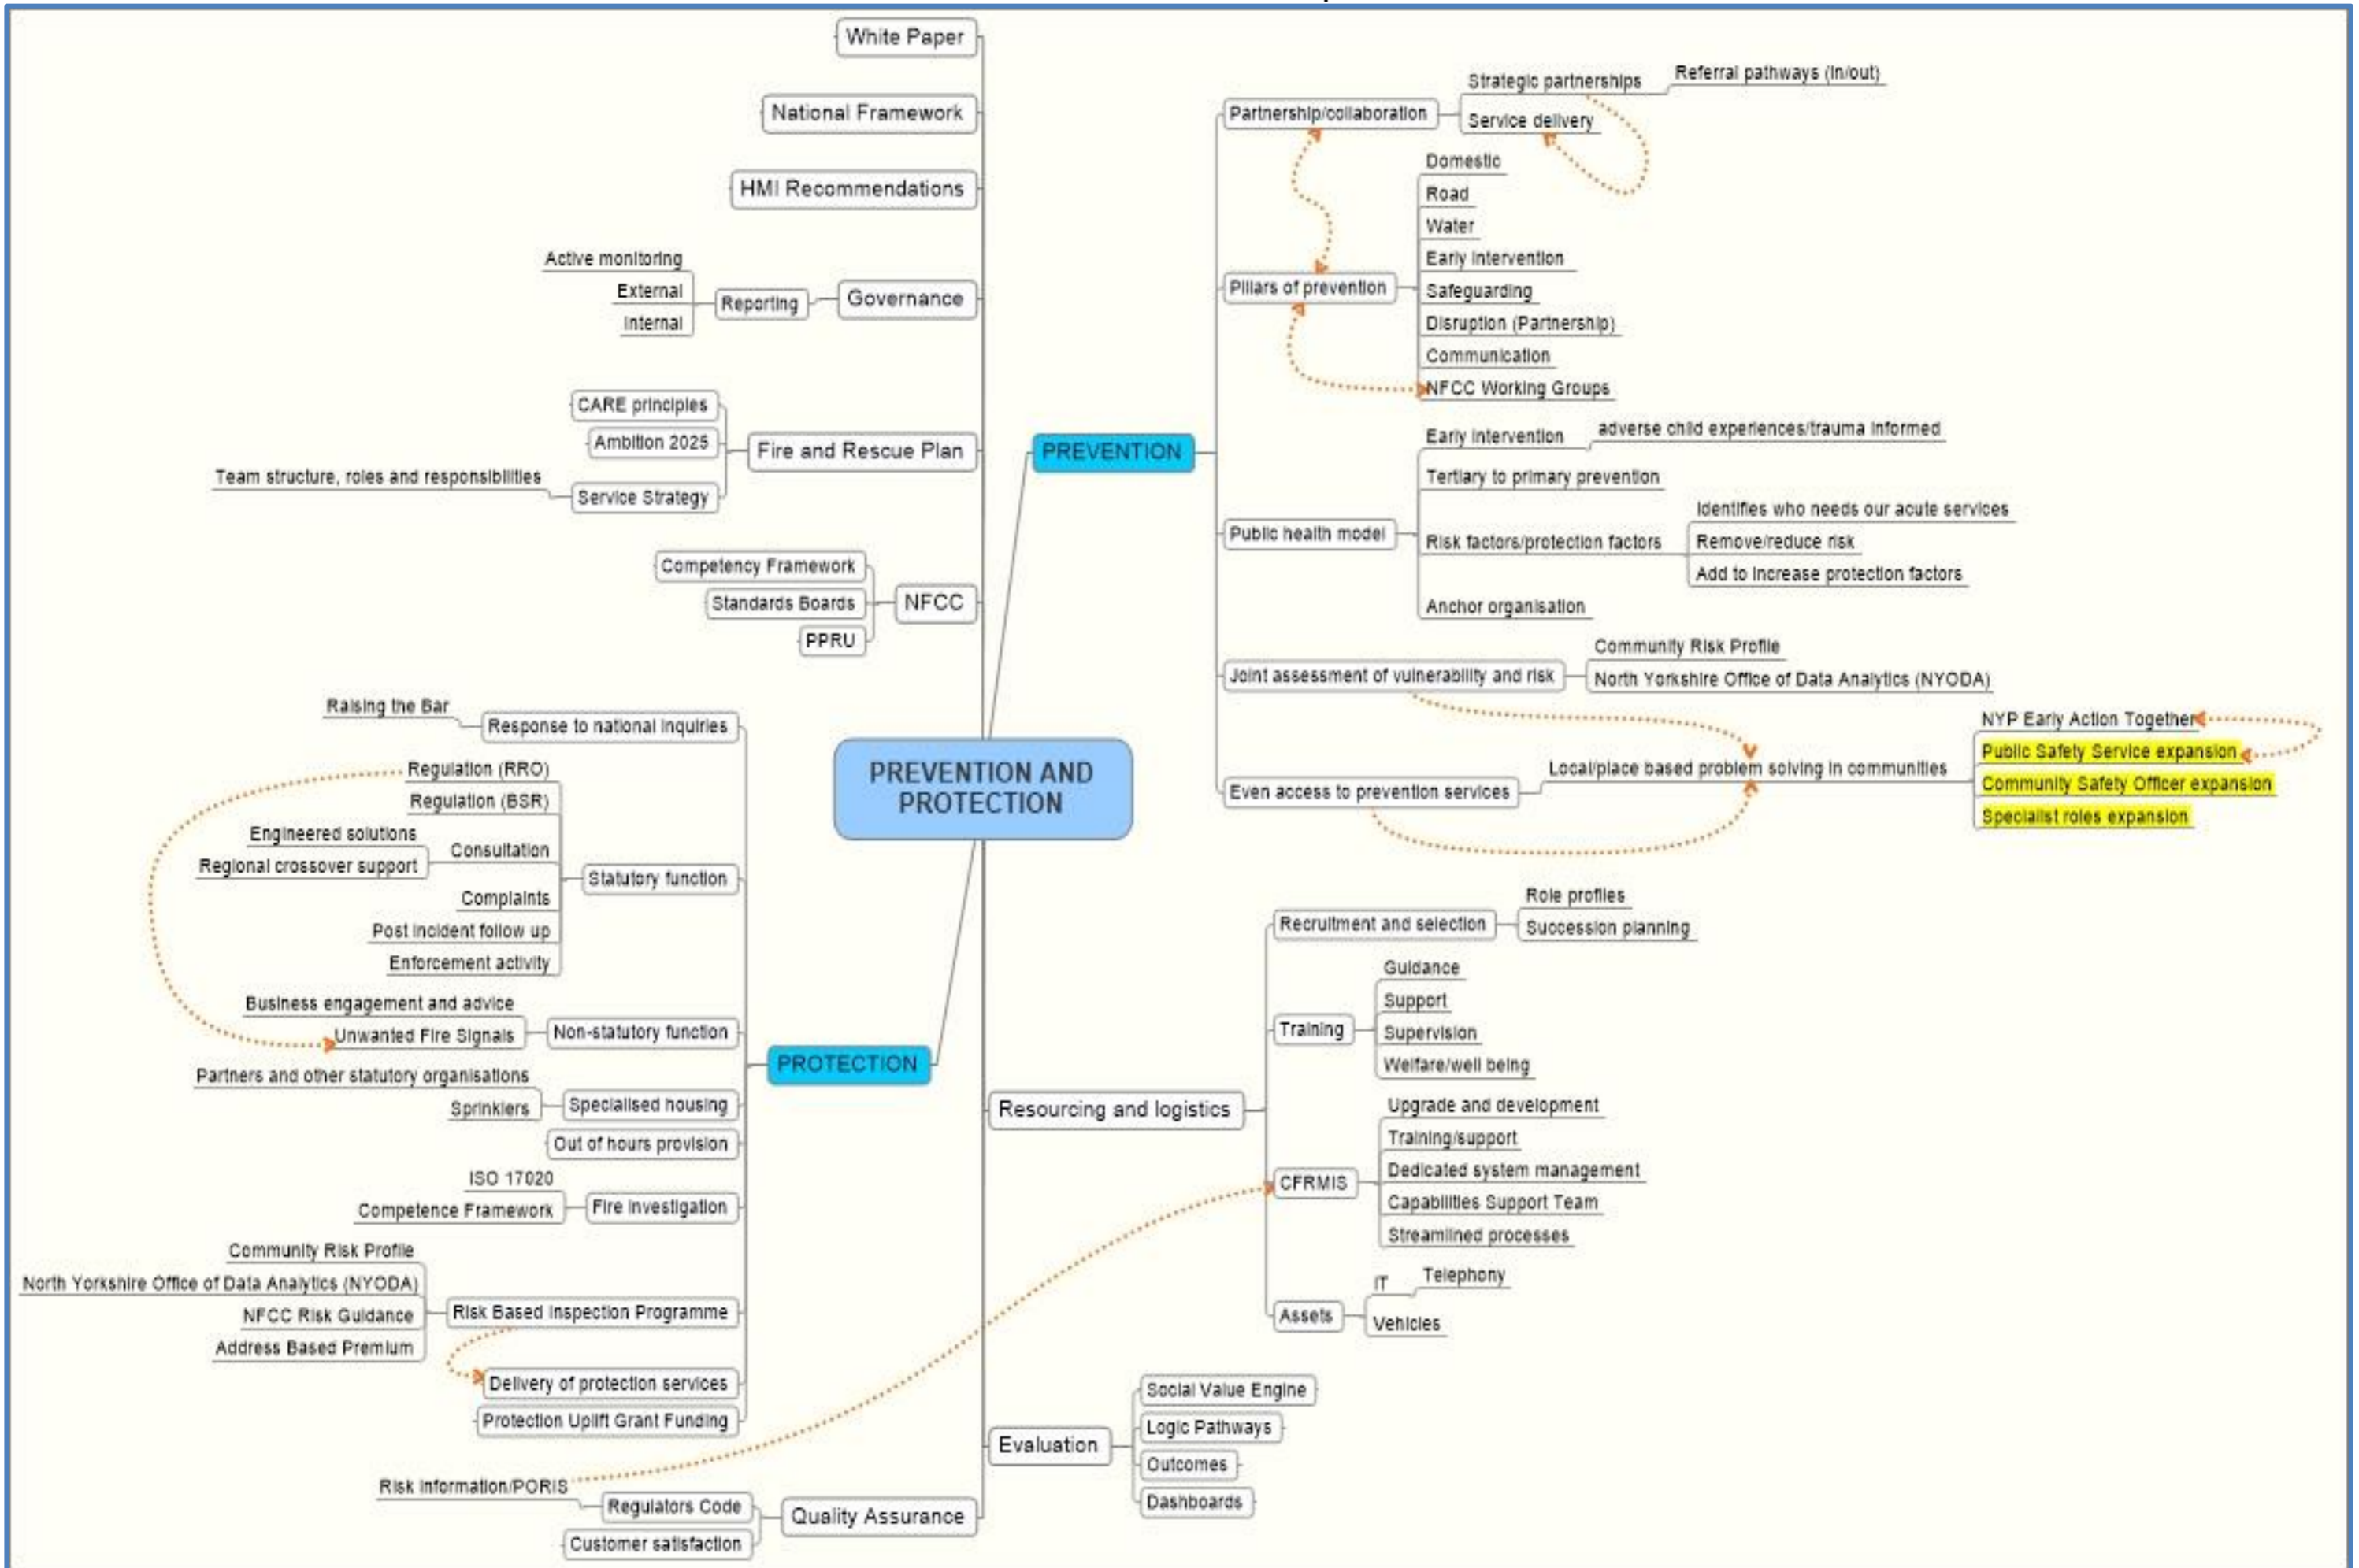 White Paper
National Framework
HMI Recommendations
Governance
Reporting
Active monitoring
External
Internal
Fire and Rescue Plan
CARE principles
Ambition 2025
Service Strategy
Team structure, roles and responsibilities
NFCC
Competency Framework
Standards Boards
PPRU
PREVENTION AND
PROTECTION
PREVENTION
Partnership/collaboration
Strategic partnerships
Referral pathways (in/out)
Service delivery
Pillars of prevention
Domestic
Road
Water
Early intervention
Safeguarding
Disruption (Partnership)
Communication
NFCC Working Groups
Public health model
Early intervention
adverse child experiences/trauma informed
Tertiary to primary prevention
Risk factors/protection factors
Identifies who needs our acute services
Remove/reduce risk
Add to increase protection factors
Anchor organisation
Joint assessment of vulnerability and risk
Community Risk Profile
North Yorkshire Office of Data Analytics (NYODA)
Even access to prevention services
Local/place based problem solving in communities
NYP Early Action Together
Public Safety Service expansion
Community Safety Officer expansion
Specialist roles expansion
PROTECTION
Response to national inquiries
Raising the Bar
Statutory function
Regulation (RRO)
Regulation (BSR)
Consultation
Engineered solutions
Regional crossover support
Complaints
Post incident follow up
Enforcement activity
Non-statutory function
Business engagement and advice
Unwanted Fire Signals
Specialised housing
Partners and other statutory organisations
Sprinklers
Out of hours provision
Fire investigation
ISO 17020
Competence Framework
Risk Based Inspection Programme
Community Risk Profile
North Yorkshire Office of Data Analytics (NYODA)
NFCC Risk Guidance
Address Based Premium
Delivery of protection services
Protection Uplift Grant Funding
Resourcing and logistics
Recruitment and selection
Role profiles
Succession planning
Training
Guidance
Support
Supervision
Welfare/well being
CFRMIS
Upgrade and development
Training/support
Dedicated system management
Capabilities Support Team
Streamlined processes
Assets
IT
Telephony
Vehicles
Evaluation
Social Value Engine
Logic Pathways
Outcomes
Dashboards
Quality Assurance
Regulators Code
Risk Information/PORIS
Customer satisfaction